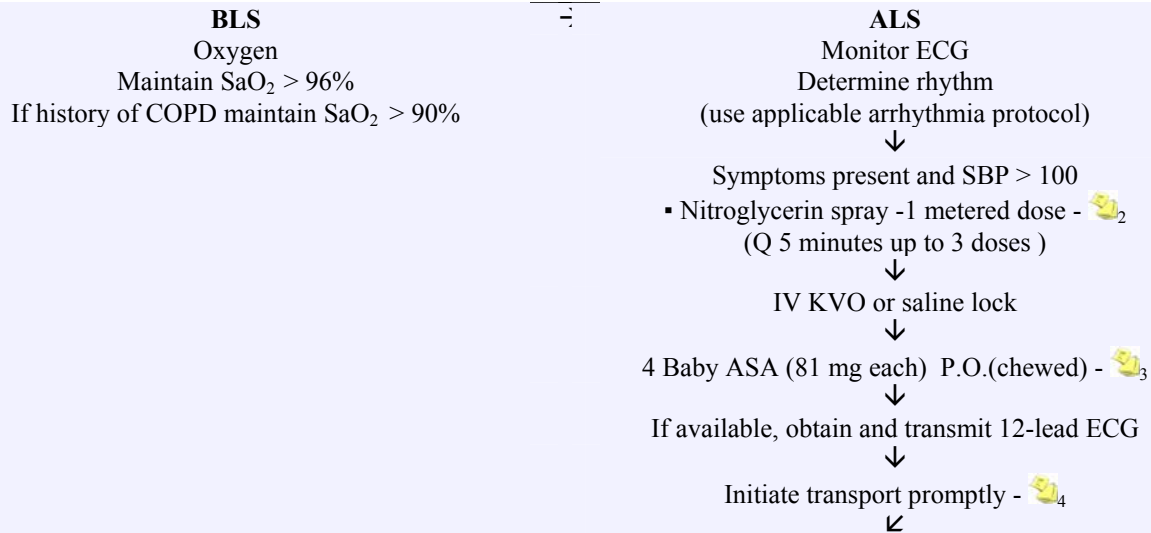 BLS
Oxygen
Maintain SaO₂ > 96%
If history of COPD maintain SaO₂ > 90%
ALS
Monitor ECG
Determine rhythm
(use applicable arrhythmia protocol)
↓
Symptoms present and SBP > 100
▪ Nitroglycerin spray -1 metered dose - 2
(Q 5 minutes up to 3 doses )
↓
IV KVO or saline lock
↓
4 Baby ASA (81 mg each) P.O.(chewed) - 3
↓
If available, obtain and transmit 12-lead ECG
↓
Initiate transport promptly - 4
↙